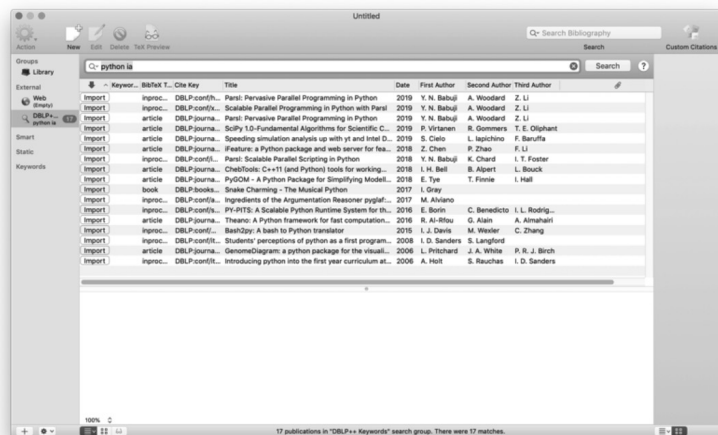 Untitled
Action New Edit Delete TeX Preview Q Search Bibliography Search Custom Citations
Groups
Library
External
Web
(Empty)
DBLP+... 17
python ia
Smart
Static
Keywords
python ia Search ?
Keywor... BibTeX T... Cite Key Title Date First Author Second Author Third Author
Import inproc... DBLP:conf/h... Parsl: Pervasive Parallel Programming in Python 2019 Y. N. Babuji A. Woodard Z. Li
Import inproc... DBLP:conf/x... Scalable Parallel Programming in Python with Parsl 2019 Y. N. Babuji A. Woodard Z. Li
Import article DBLP:journa... Parsl: Pervasive Parallel Programming in Python 2019 Y. N. Babuji A. Woodard Z. Li
Import article DBLP:journa... SciPy 1.0-Fundamental Algorithms for Scientific C... 2019 P. Virtanen R. Gommers T. E. Oliphant
Import article DBLP:journa... Speeding simulation analysis up with yt and Intel D... 2019 S. Cielo L. Iapichino F. Baruffa
Import article DBLP:journa... iFeature: a Python package and web server for fea... 2018 Z. Chen P. Zhao F. Li
Import inproc... DBLP:conf/i... Parsl: Scalable Parallel Scripting in Python 2018 Y. N. Babuji K. Chard I. T. Foster
Import article DBLP:journa... ChebTools: C++11 (and Python) tools for working... 2018 I. H. Bell B. Alpert L. Bouck
Import article DBLP:journa... PyGOM - A Python Package for Simplifying Modell... 2018 E. Tye T. Finnie I. Hall
Import book DBLP:books... Snake Charming - The Musical Python 2017 I. Gray
Import inproc... DBLP:conf/a... Ingredients of the Argumentation Reasoner pyglaf:... 2017 M. Alviano
Import inproc... DBLP:conf/s... PY-PITS: A Scalable Python Runtime System for th... 2016 E. Borin C. Benedicto I. L. Rodrig...
Import article DBLP:journa... Theano: A Python framework for fast computation... 2016 R. Al-Rfou G. Alain A. Almahairi
Import inproc... DBLP:conf/... Bash2py: A bash to Python translator 2015 I. J. Davis M. Wexler C. Zhang
Import inproc... DBLP:conf/it... Students' perceptions of python as a first program... 2008 I. D. Sanders S. Langford
Import article DBLP:journa... GenomeDiagram: a python package for the visuali... 2006 L. Pritchard J. A. White P. R. J. Birch
Import inproc... DBLP:conf/it... Introducing python into the first year curriculum at... 2006 A. Holt S. Rauchas I. D. Sanders
100%
17 publications in "DBLP++ Keywords" search group. There were 17 matches.